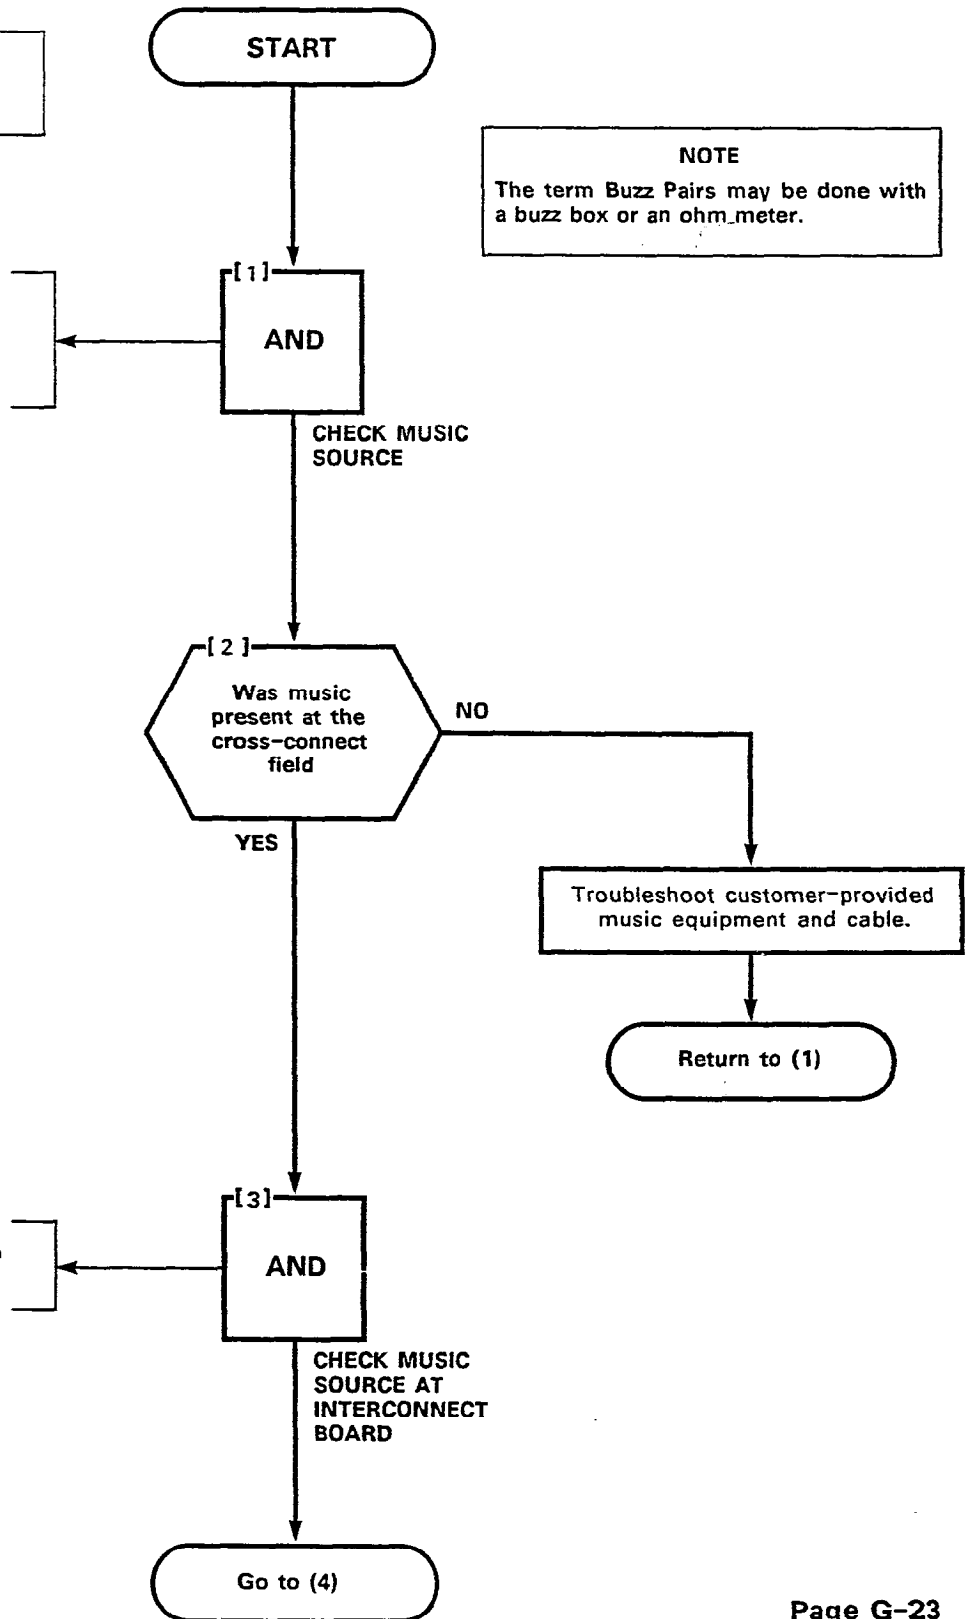 START
NOTE
The term Buzz Pairs may be done with
a buzz box or an ohm meter.
[1]
AND
CHECK MUSIC
SOURCE
[2]
Was music
present at the
cross-connect
field
NO
YES
Troubleshoot customer-provided
music equipment and cable.
Return to (1)
[3]
AND
CHECK MUSIC
SOURCE AT
INTERCONNECT
BOARD
Go to (4)
Page G-23